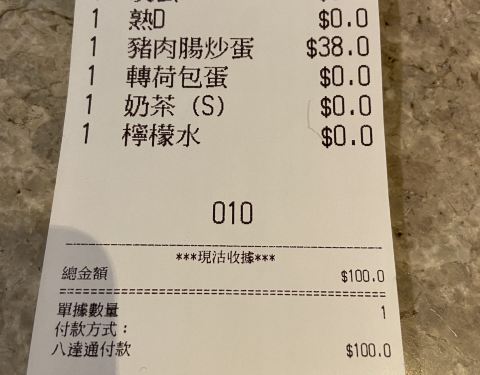 1 熟D $0.0
1 豬肉腸炒蛋 $38.0
1 轉荷包蛋 $0.0
1 奶茶 (S) $0.0
1 檸檬水 $0.0
010
***現沽收據***
總金額 $100.0
單據數量 1
付款方式：
八達通付款 $100.0